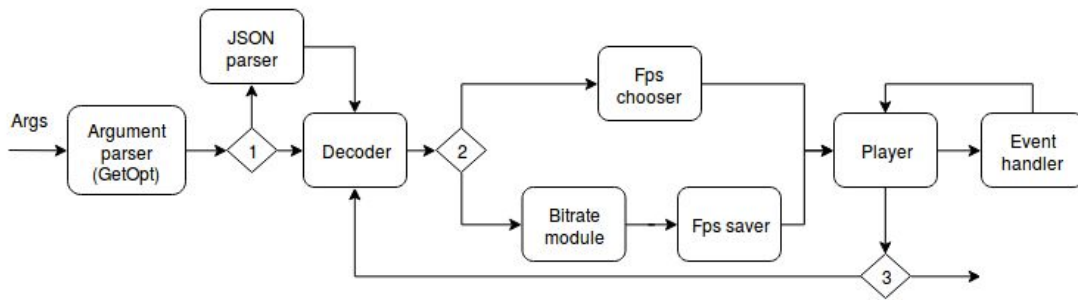 JSON
parser
Fps
chooser
Args
Argument
parser
(GetOpt)
1
Decoder
2
Player
Event
handler
Bitrate
module
Fps saver
3